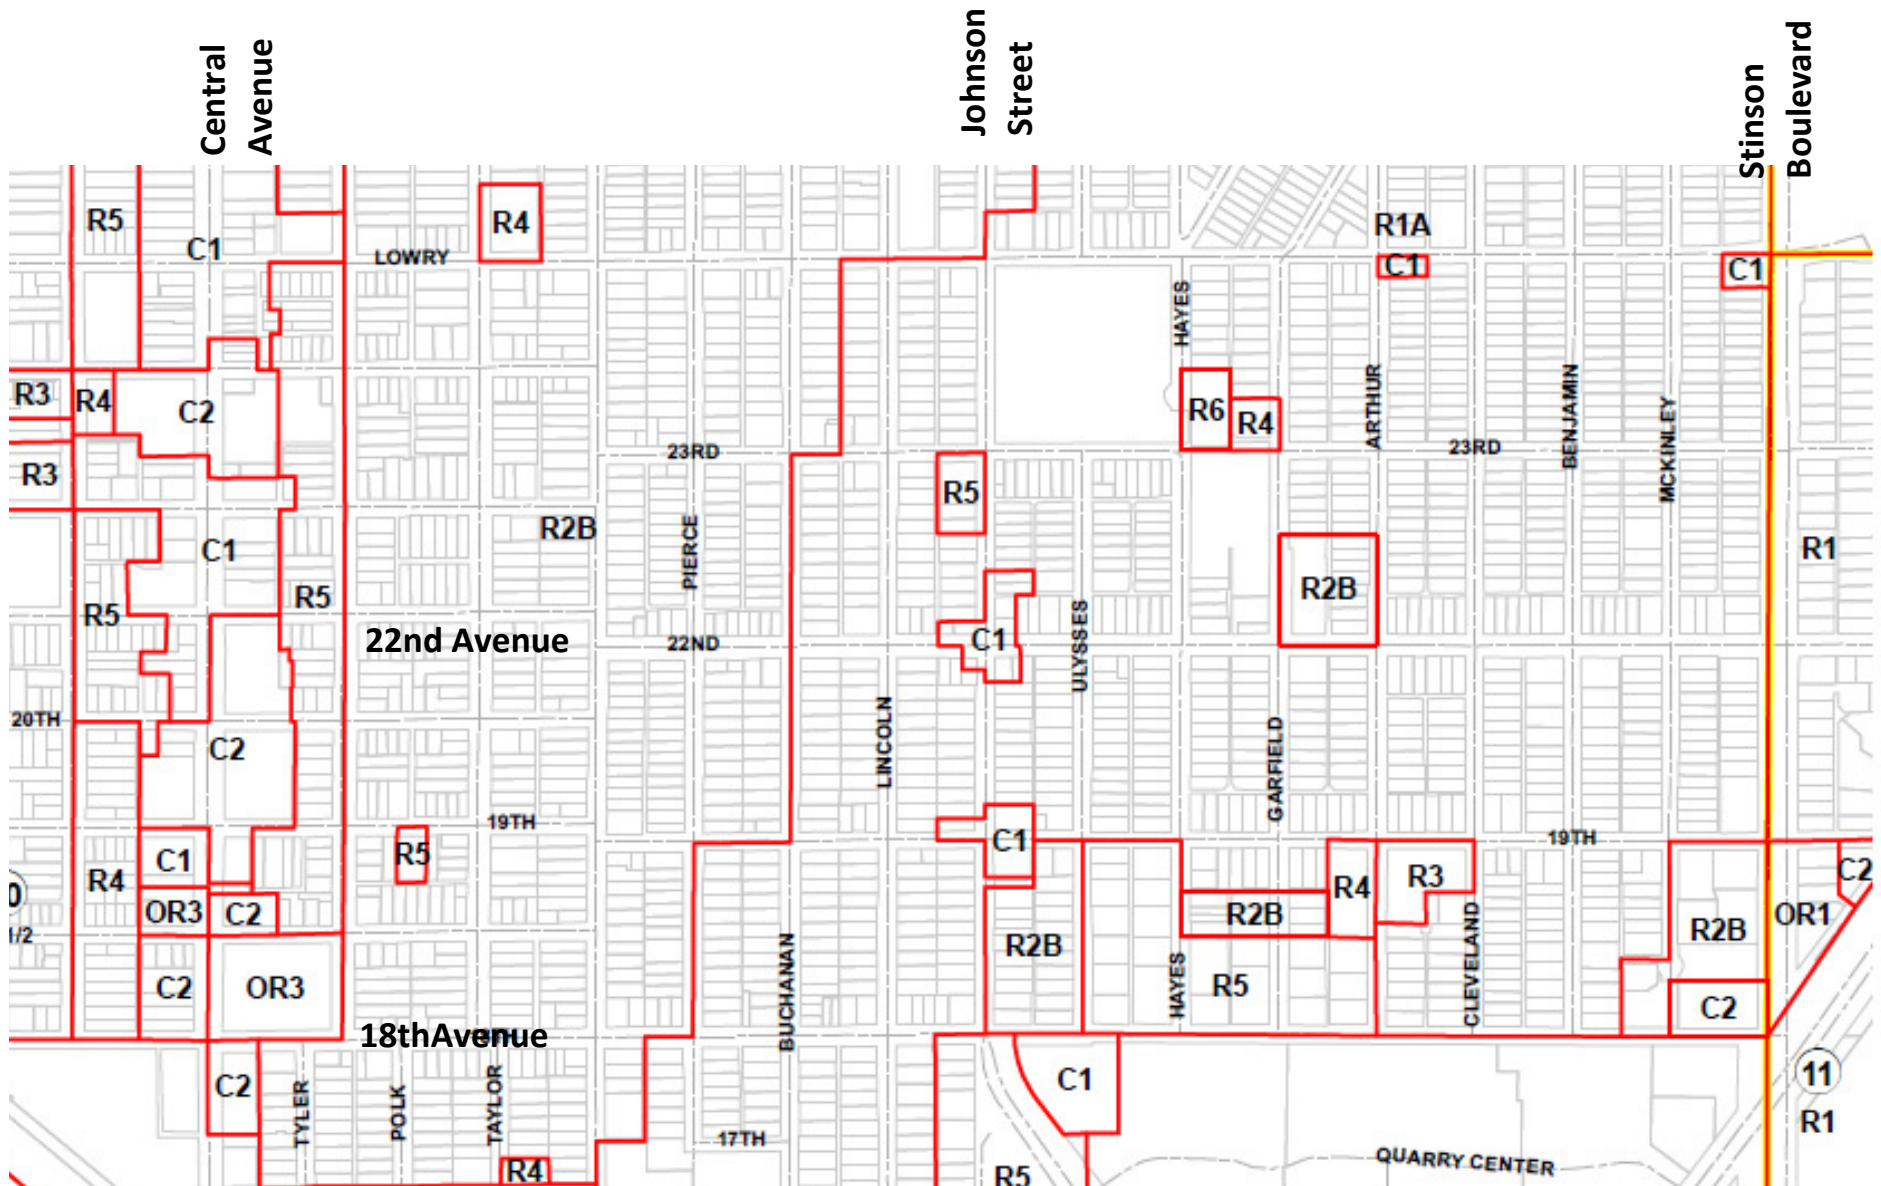 Central
Avenue
Johnson
Street
Stinson
Boulevard
R5
C1
LOWRY
R4
R1A
C1
C1
HAYES
R3
R4
C2
R6
R4
ARTHUR
BENJAMIN
MCKINLEY
23RD
23RD
R3
R5
C1
R2B
PIERCE
R1
R5
R5
R2B
22nd Avenue
22ND
C1
ULYSSES
20TH
C2
LINCOLN
GARFIELD
19TH
19TH
C1
R5
C1
R4
R4
R3
C2
0
OR3
C2
R2B
OR1
1/2
R2B
R2B
C2
OR3
BUCHANAN
HAYES
R5
CLEVELAND
C2
18thAvenue
C2
TYLER
POLK
TAYLOR
C1
11
R1
17TH
QUARRY CENTER
R4
R5